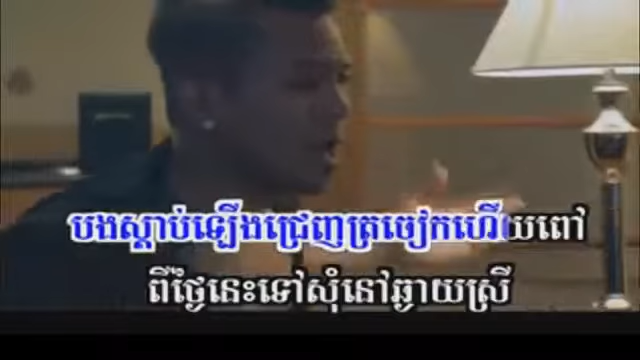 បងស្ដាប់ឡើងជ្រេញត្រចៀកហើយពៅ
ពីថ្ងៃនេះទៅសុំនៅឆ្ងាយស្រី